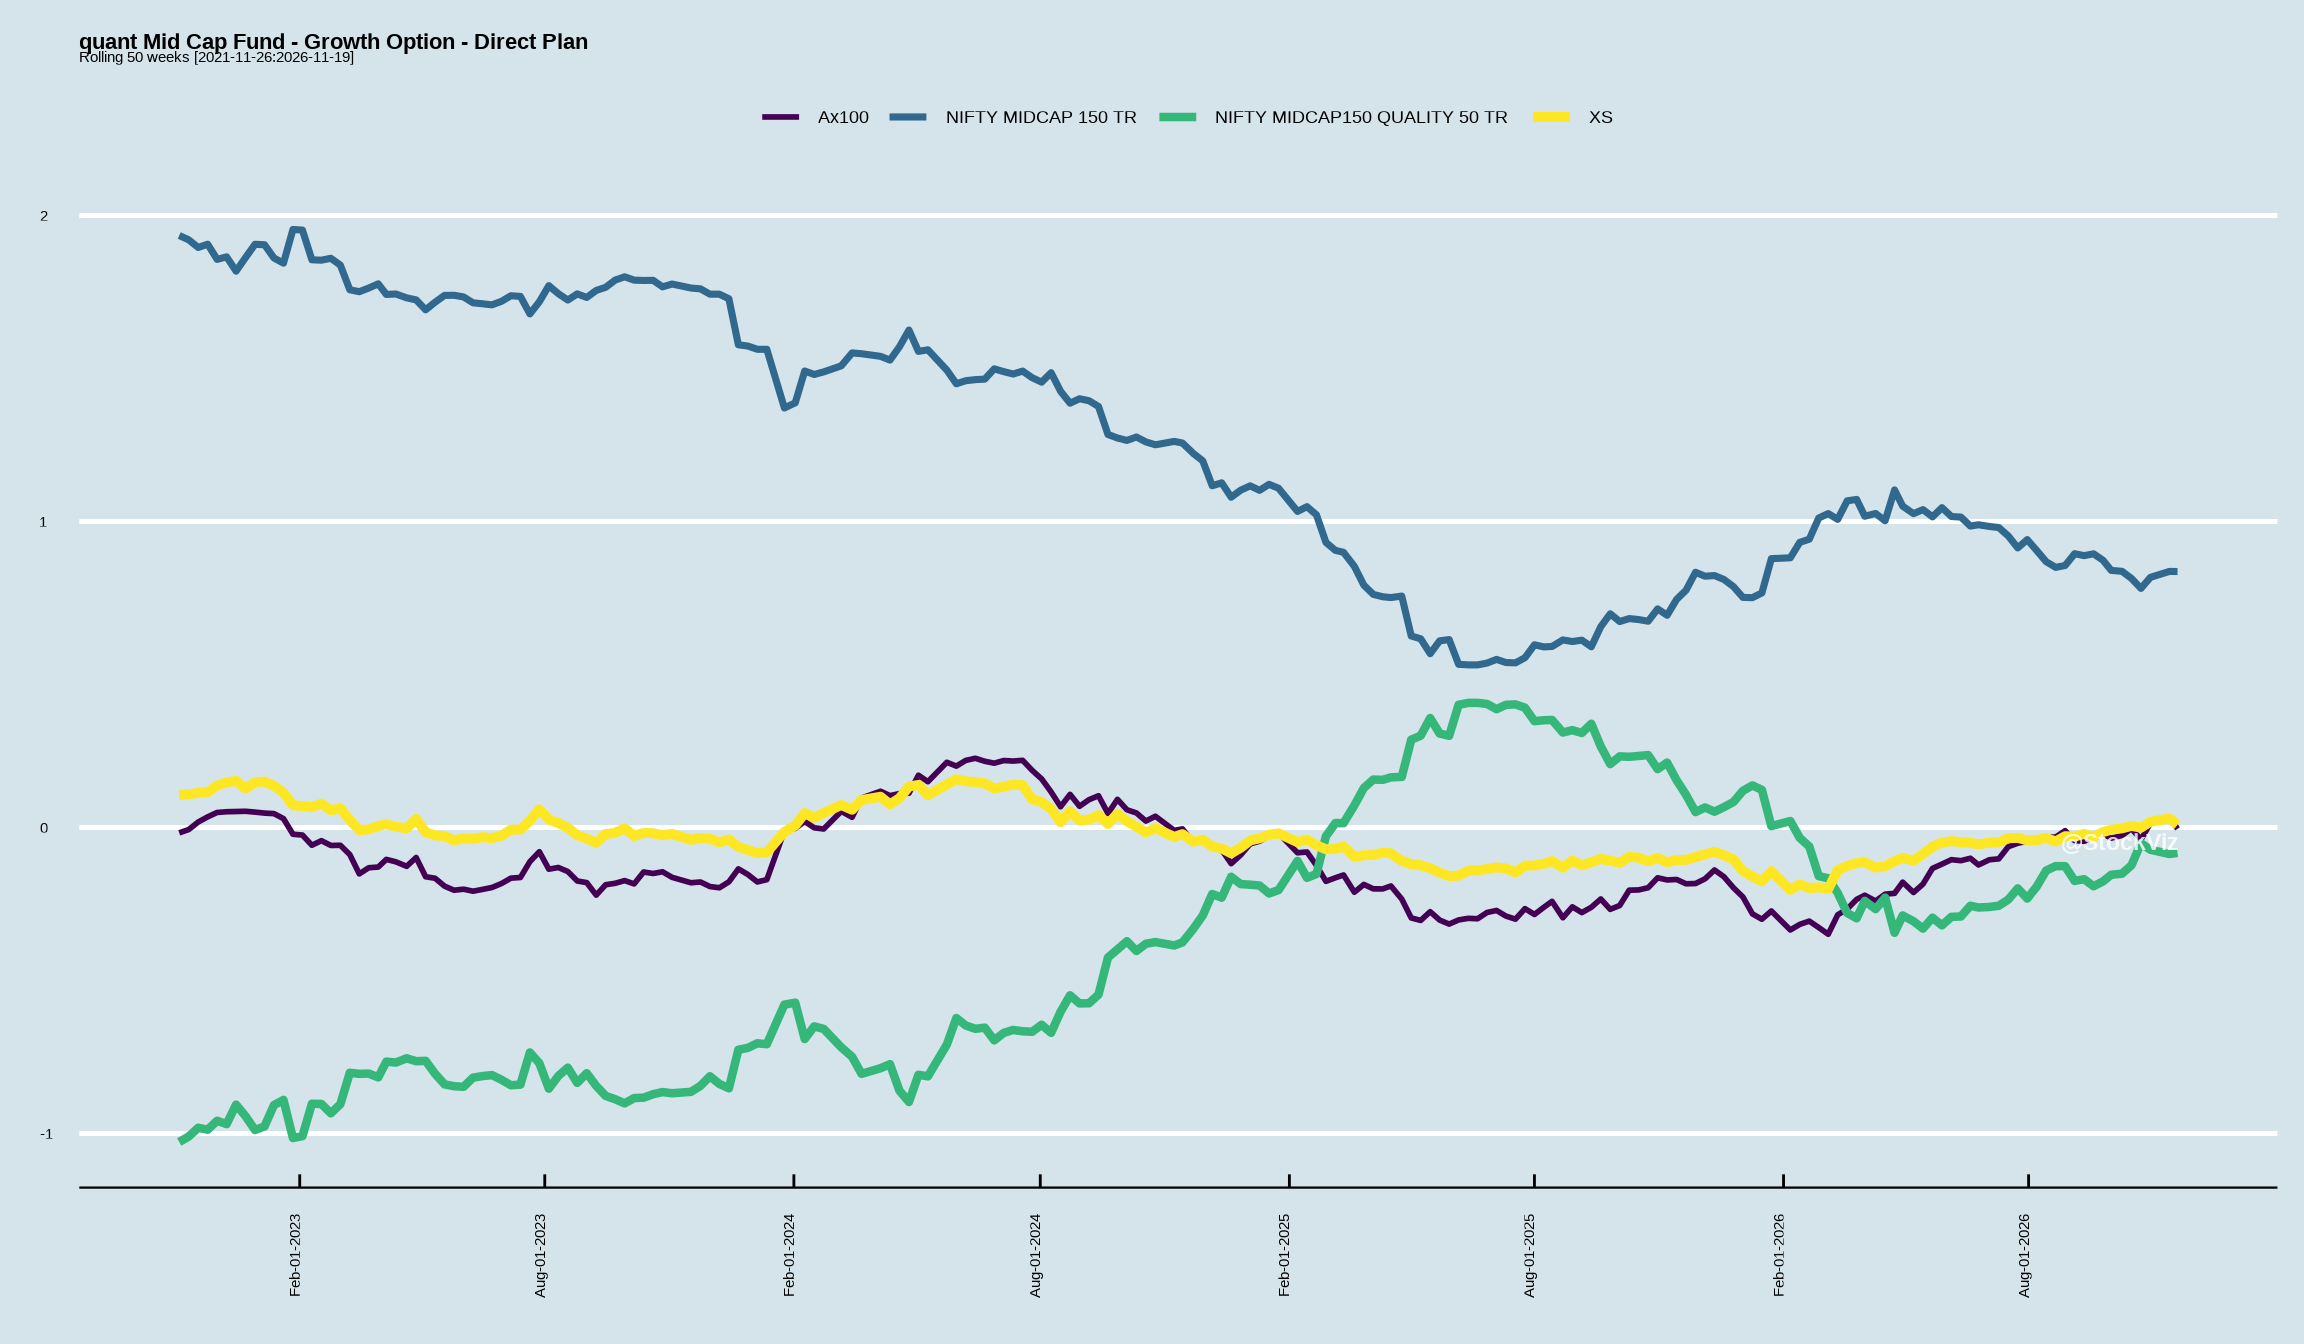 quant Mid Cap Fund - Growth Option - Direct Plan
Rolling 50 weeks [2021-11-26:2026-11-19]
Ax100 NIFTY MIDCAP 150 TR NIFTY MIDCAP150 QUALITY 50 TR XS
2
1
0
-1
@StockViz
Feb-01-2023 Aug-01-2023 Feb-01-2024 Aug-01-2024 Feb-01-2025 Aug-01-2025 Feb-01-2026 Aug-01-2026